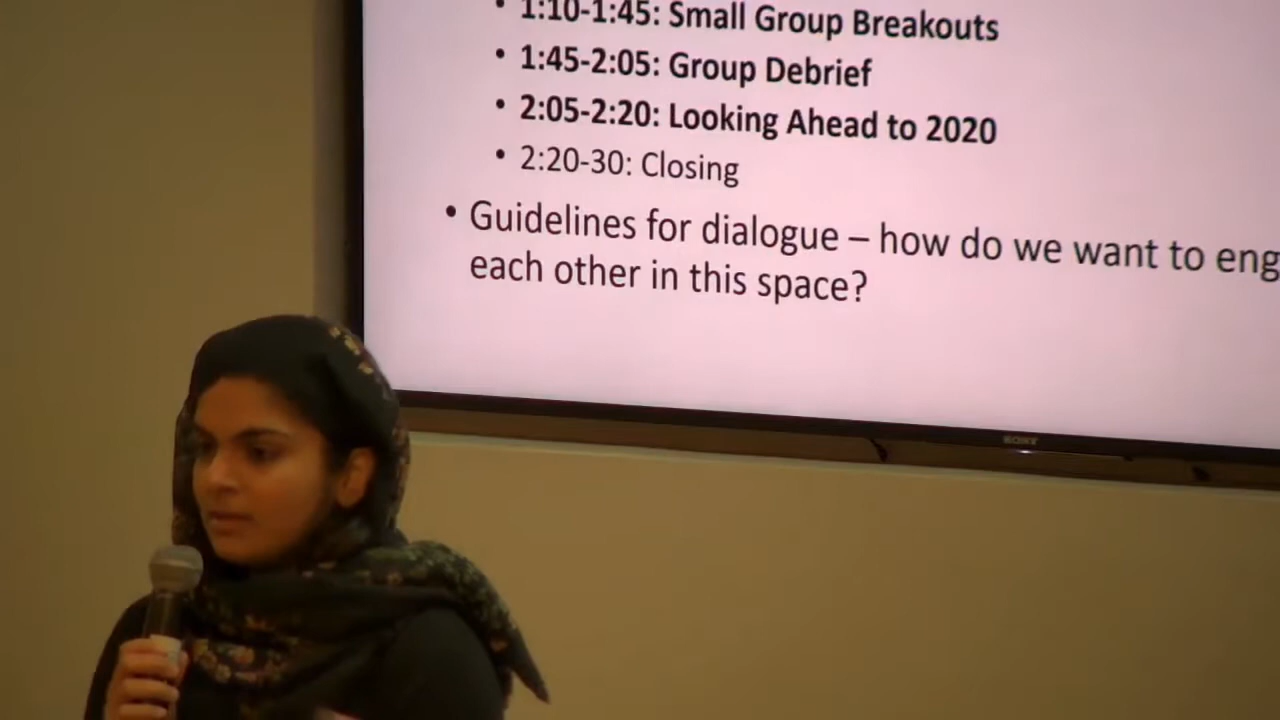 • 1:10-1:45: Small Group Breakouts
• 1:45-2:05: Group Debrief
• 2:05-2:20: Looking Ahead to 2020
• 2:20-30: Closing
• Guidelines for dialogue – how do we want to eng
each other in this space?
SONY